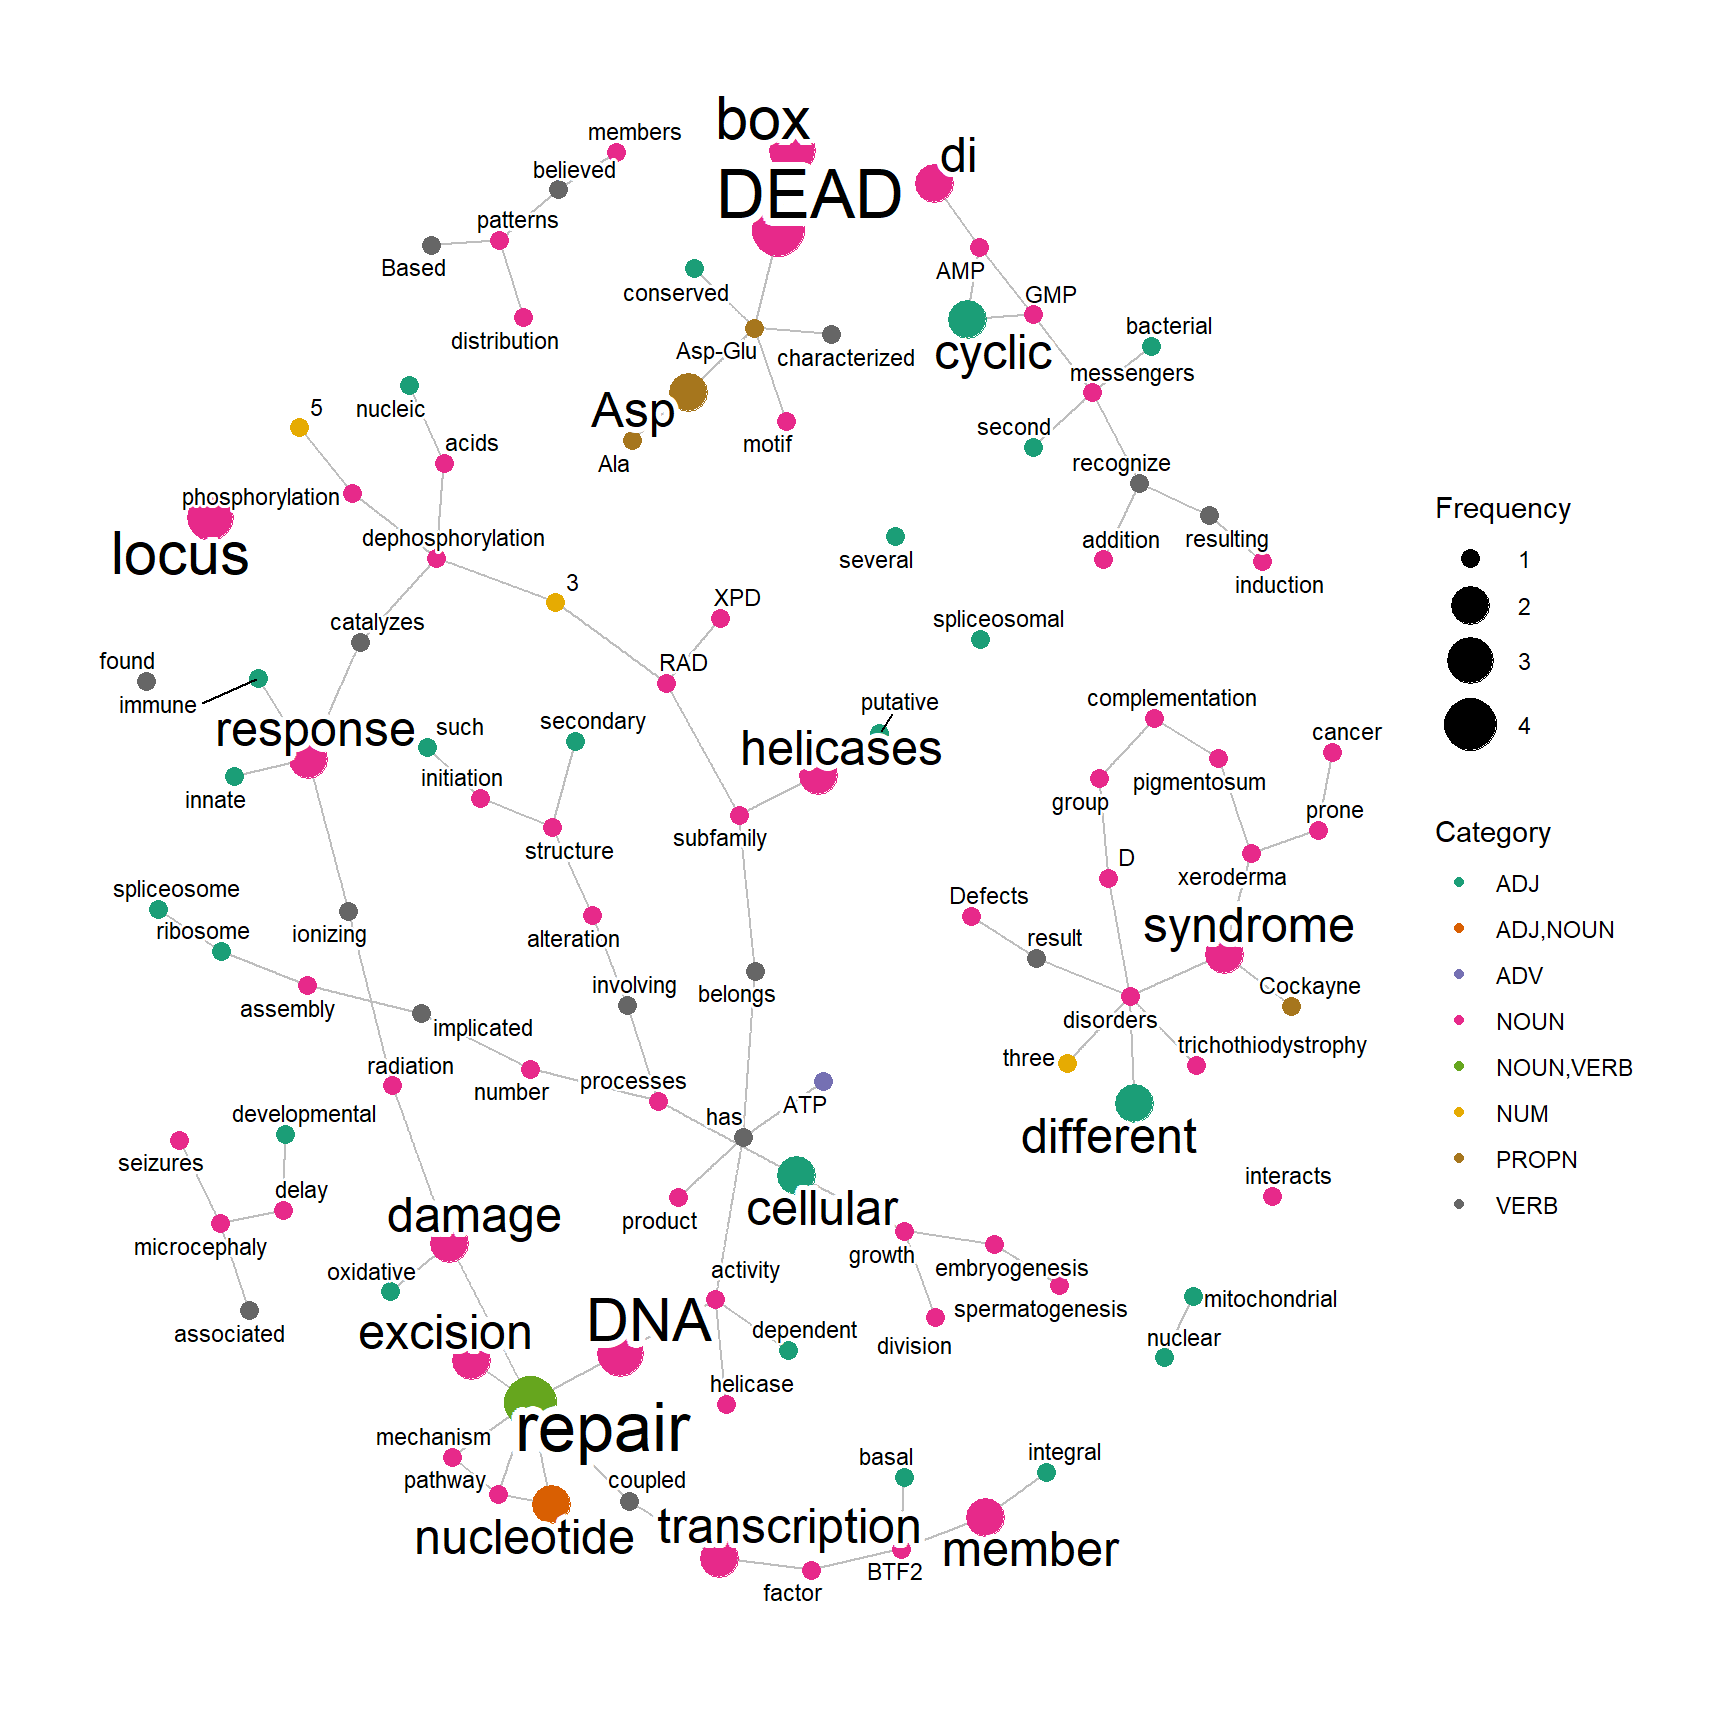 box
members
di
believed
DEAD
patterns
Based
AMP
conserved
GMP
bacterial
distribution
Asp-Glu
characterized
cyclic
messengers
nucleic
5
Asp
second
acids
motif
Ala
recognize
phosphorylation
dephosphorylation
locus
addition
resulting
several
induction
3
XPD
catalyzes
spliceosomal
found
RAD
immune
response
such
secondary
putative
complementation
helicases
cancer
initiation
pigmentosum
innate
group
prone
subfamily
structure
D
xeroderma
spliceosome
Defects
ribosome
ionizing
alteration
result
syndrome
involving
belongs
Cockayne
assembly
implicated
disorders
three
trichothiodystrophy
radiation
number
processes
developmental
has
ATP
different
seizures
interacts
delay
damage
product
cellular
microcephaly
growth
oxidative
activity
embryogenesis
associated
excision
DNA
dependent
spermatogenesis
mitochondrial
division
nuclear
helicase
mechanism
repair
basal
integral
pathway
coupled
nucleotide
transcription
member
factor
BTF2
Frequency
1
2
3
4
Category
ADJ
ADJ,NOUN
ADV
NOUN
NOUN,VERB
NUM
PROPN
VERB